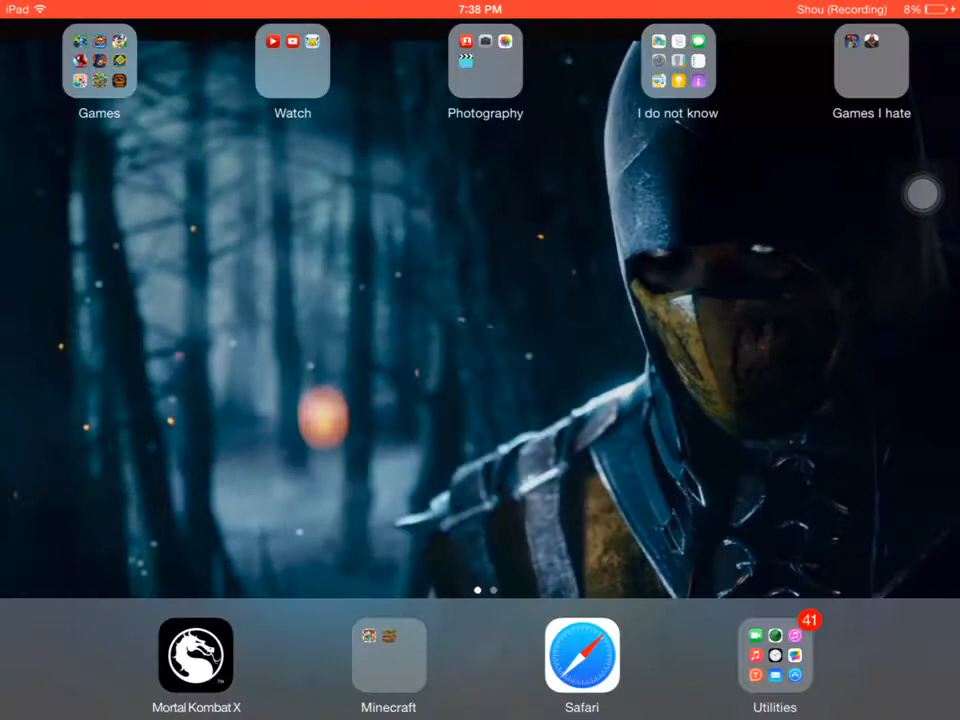 iPad 7:38 PM Shou (Recording) 8%
Games Watch Photography I do not know Games I hate
41
Mortal Kombat X Minecraft Safari Utilities